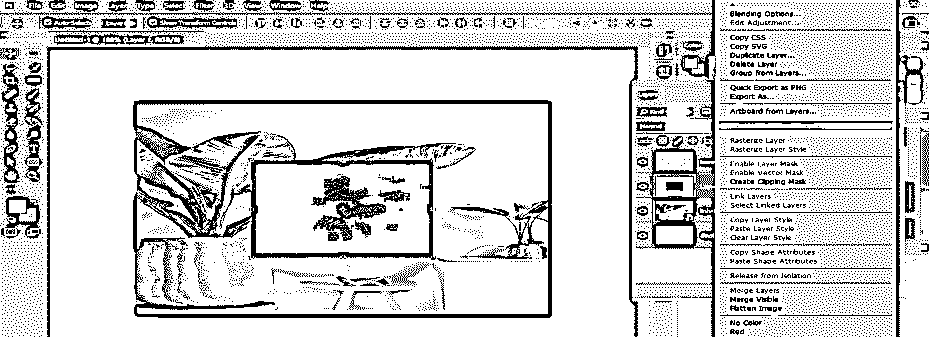 File Edit Image Layer Type Select Filter 3D View Window Help
Blending Options...
Edit Adjustment...
Copy CSS
Copy SVG
Duplicate Layer...
Delete Layer
Group from Layers...
Quick Export as PNG
Export As...
Artboard from Layers...
Rasterize Layer
Rasterize Layer Style
Enable Layer Mask
Enable Vector Mask
Create Clipping Mask
Link Layers
Select Linked Layers
Copy Layer Style
Paste Layer Style
Clear Layer Style
Copy Shape Attributes
Paste Shape Attributes
Release from Isolation
Merge Layers
Merge Visible
Flatten Image
No Color
Red